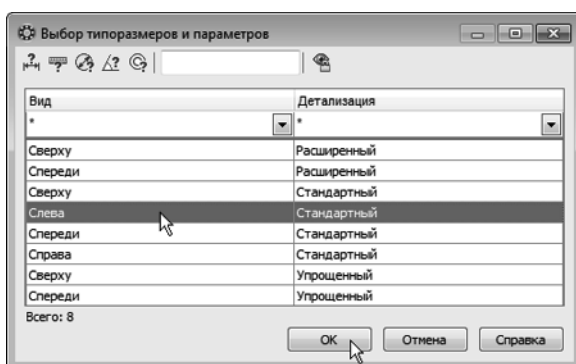 Выбор типоразмеров и параметров
Вид Детализация
* *
Сверху Расширенный
Спереди Расширенный
Сверху Стандартный
Слева Стандартный
Спереди Стандартный
Справа Стандартный
Сверху Упрощенный
Спереди Упрощенный
Всего: 8
ОК Отмена Справка